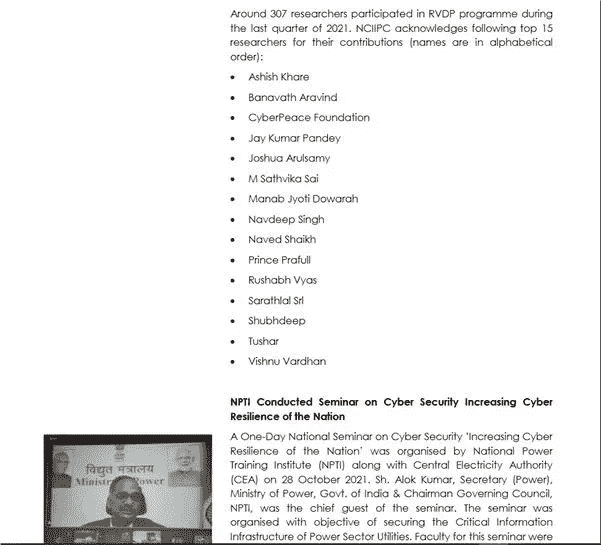 Around 307 researchers participated in RVDP programme during
the last quarter of 2021. NCIIPC acknowledges following top 15
researchers for their contributions (names are in alphabetical
order):
• Ashish Khare
• Banavath Aravind
• CyberPeace Foundation
• Jay Kumar Pandey
• Joshua Arulsamy
• M Sathvika Sai
• Manab Jyoti Dowarah
• Navdeep Singh
• Naved Shaikh
• Prince Prafull
• Rushabh Vyas
• Sarathlal Srl
• Shubhdeep
• Tushar
• Vishnu Vardhan
NPTI Conducted Seminar on Cyber Security Increasing Cyber
Resilience of the Nation
A One-Day National Seminar on Cyber Security 'Increasing Cyber
Resilience of the Nation' was organised by National Power
Training Institute (NPTI) along with Central Electricity Authority
(CEA) on 28 October 2021. Sh. Alok Kumar, Secretary (Power),
Ministry of Power, Govt. of India & Chairman Governing Council,
NPTI, was the chief guest of the seminar. The seminar was
organised with objective of securing the Critical Information
Infrastructure of Power Sector Utilities. Faculty for this seminar were
विद्युत मंत्रालय
Ministry Power